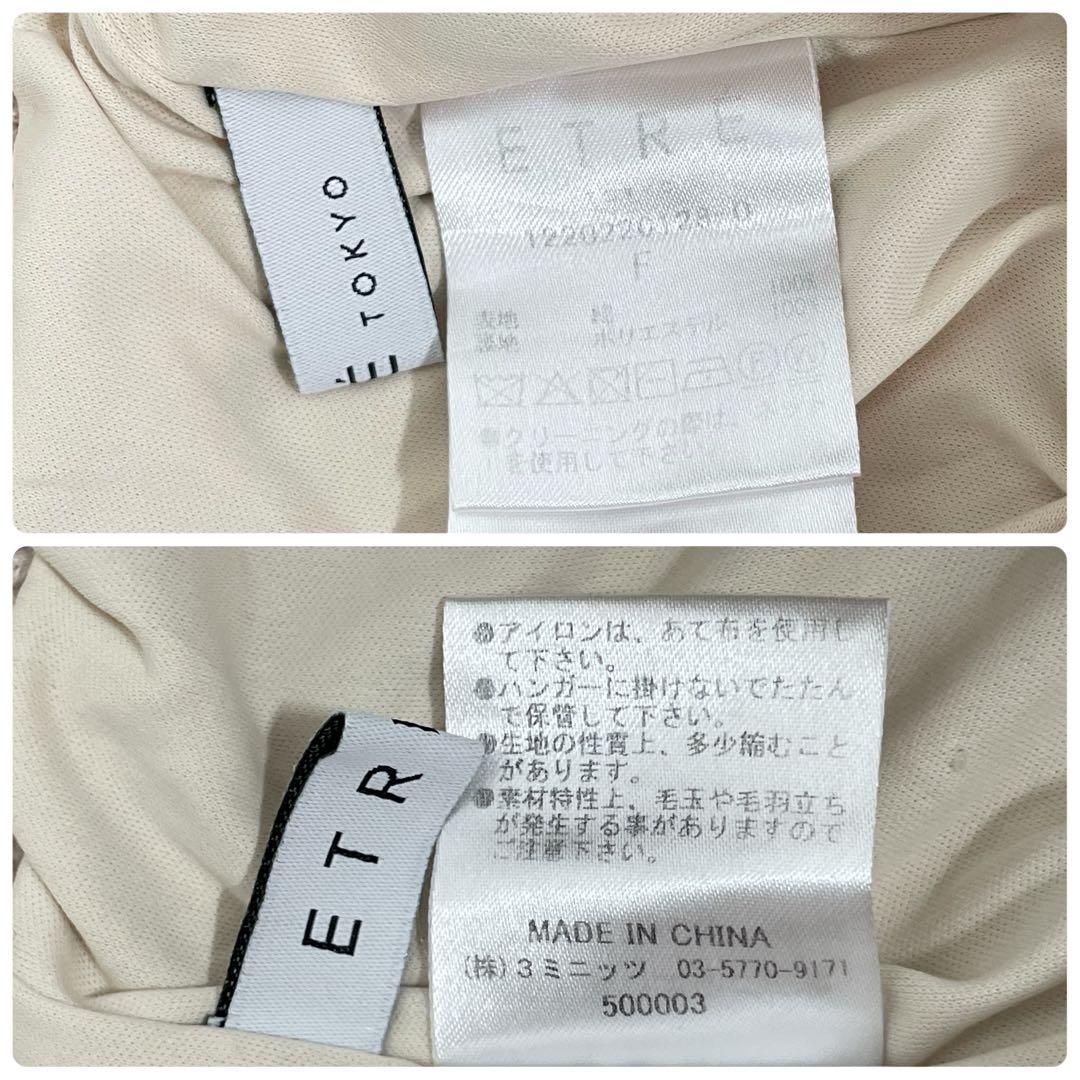 É TOKYO
ETRE
1220220128-0
F
表地 綿 100%
裏地 ポリエステル 100%
クリーニングの際は、ネット
を使用して下さい。
ETR
●アイロンは、あて布を使用し
て下さい。
●ハンガーに掛けないでたたん
で保管して下さい。
●生地の性質上、多少縮むこと
があります。
●素材特性上、毛玉や毛羽立ち
が発生する事がありますので
ご注意下さい。
MADE IN CHINA
(株)3ミニッツ 03-5770-9171
500003